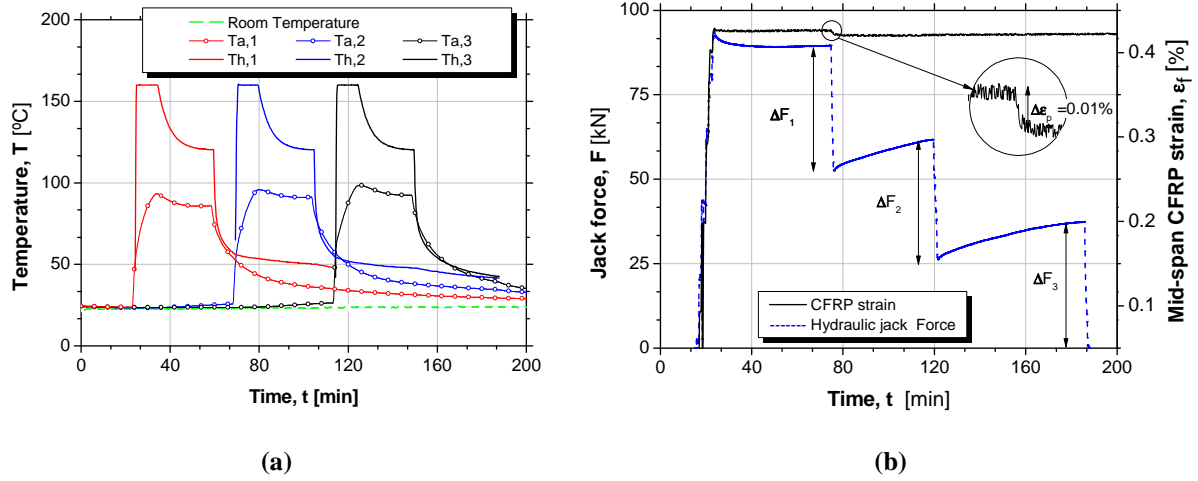 Room Temperature
Ta,1 Ta,2 Ta,3
Th,1 Th,2 Th,3
200
150
100
50
0
Temperature, T [ºC]
0 40 80 120 160 200
Time, t [min]
(a)
100
75
50
25
0
Jack force, F [kN]
0.4
0.3
0.2
0.1
Mid-span CFRP strain, εf [%]
Δεp =0.01%
ΔF1
ΔF2
ΔF3
CFRP strain
Hydraulic jack Force
0 40 80 120 160 200
Time, t [min]
(b)